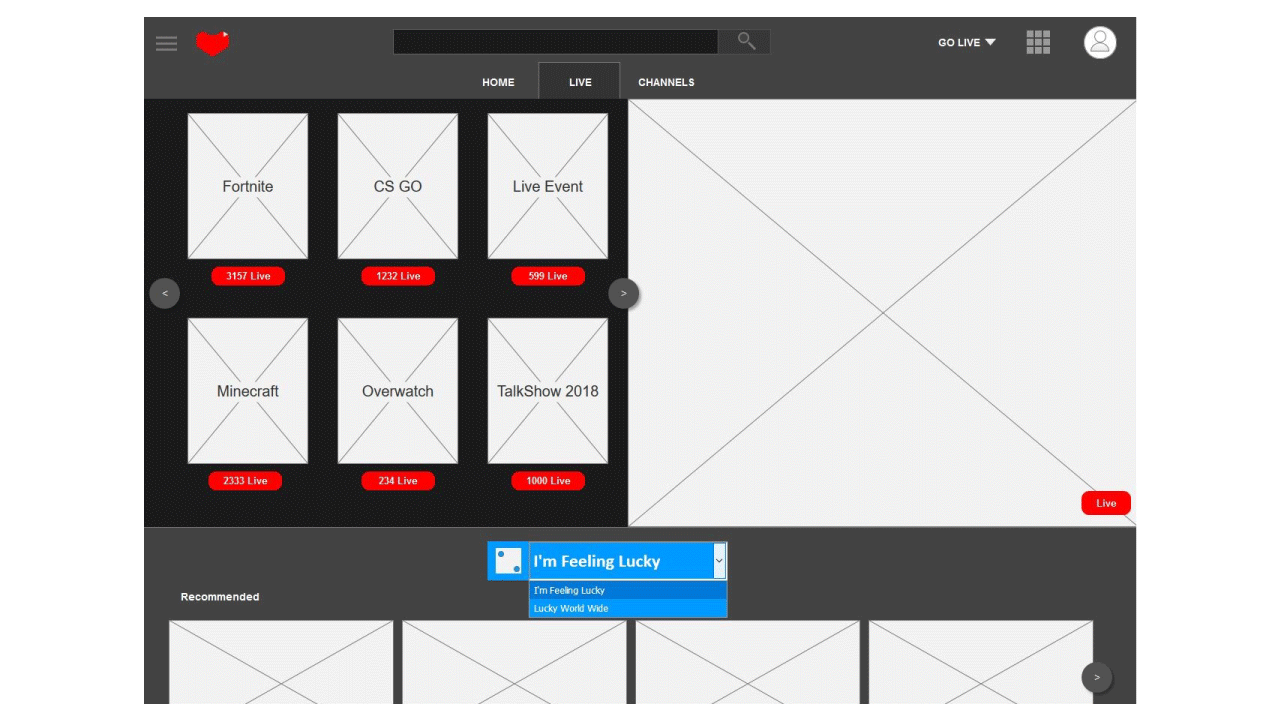 GO LIVE
HOME LIVE CHANNELS
Fortnite CS GO Live Event
3157 Live 1232 Live 599 Live
< >
Minecraft Overwatch TalkShow 2018
2333 Live 234 Live 1000 Live
Live
I'm Feeling Lucky
I'm Feeling Lucky
Lucky World Wide
Recommended
>